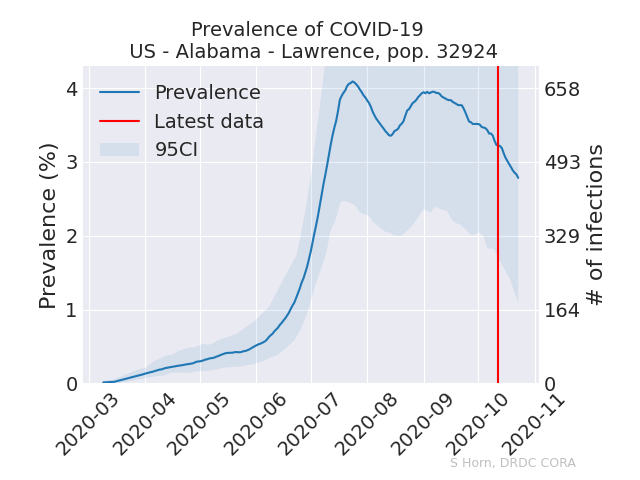 Prevalence of COVID-19
US - Alabama - Lawrence, pop. 32924
Prevalence
Latest data
95CI
Prevalence (%)
4
3
2
1
0
658
493
329
164
0
# of infections
2020-03
2020-04
2020-05
2020-06
2020-07
2020-08
2020-09
2020-10
2020-11
S Horn, DRDC CORA